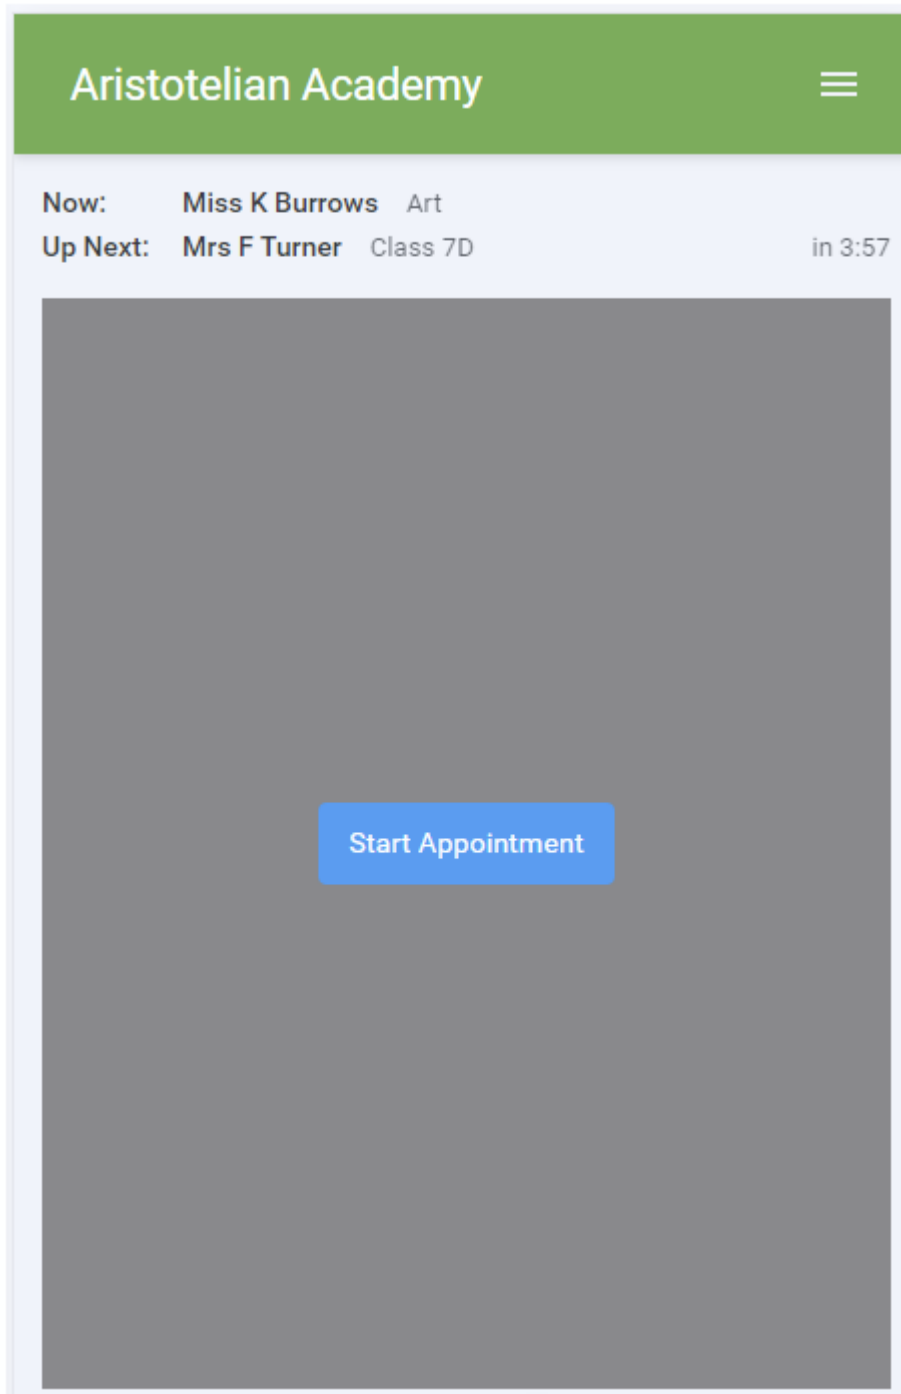 Aristotelian Academy
Now: Miss K Burrows Art
Up Next: Mrs F Turner Class 7D in 3:57
Start Appointment